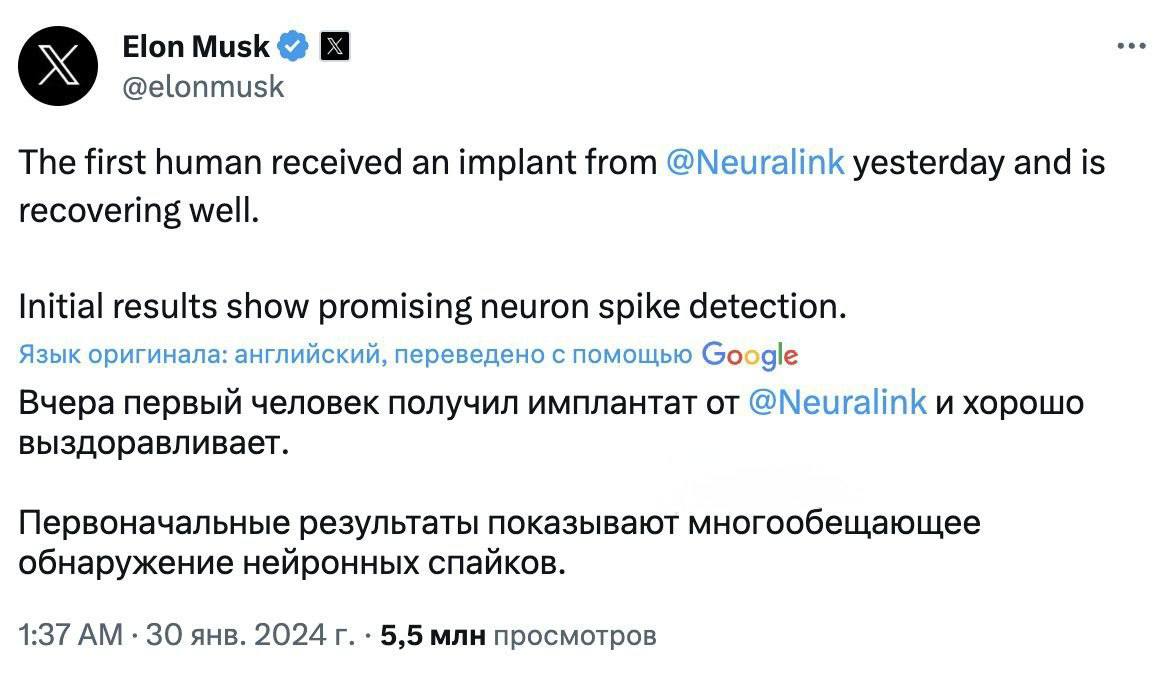 Elon Musk
@elonmusk
The first human received an implant from @Neuralink yesterday and is
recovering well.
Initial results show promising neuron spike detection.
Язык оригинала: английский, переведено с помощью Google
Вчера первый человек получил имплантат от @Neuralink и хорошо
выздоравливает.
Первоначальные результаты показывают многообещающее
обнаружение нейронных спайков.
1:37 AM · 30 янв. 2024 г. · 5,5 млн просмотров